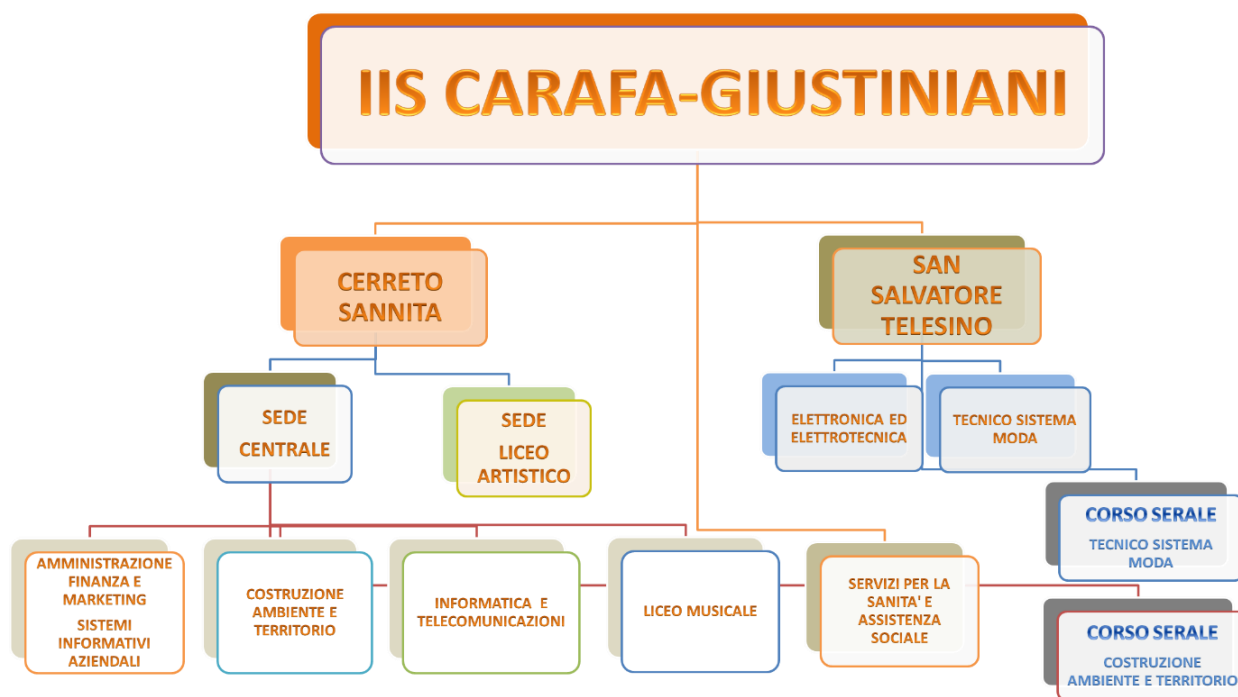 IIS CARAFA-GIUSTINIANI
CERRETO
SANNITA
SAN
SALVATORE
TELESINO
SEDE
CENTRALE
SEDE
LICEO
ARTISTICO
ELETTRONICA ED
ELETTROTECNICA
TECNICO SISTEMA
MODA
CORSO SERALE
TECNICO SISTEMA
MODA
AMMINISTRAZIONE
FINANZA E
MARKETING
SISTEMI
INFORMATIVI
AZIENDALI
COSTRUZIONE
AMBIENTE E
TERRITORIO
INFORMATICA E
TELECOMUNICAZIONI
LICEO MUSICALE
SERVIZI PER LA
SANITA' E
ASSISTENZA
SOCIALE
CORSO SERALE
COSTRUZIONE
AMBIENTE E TERRITORIO